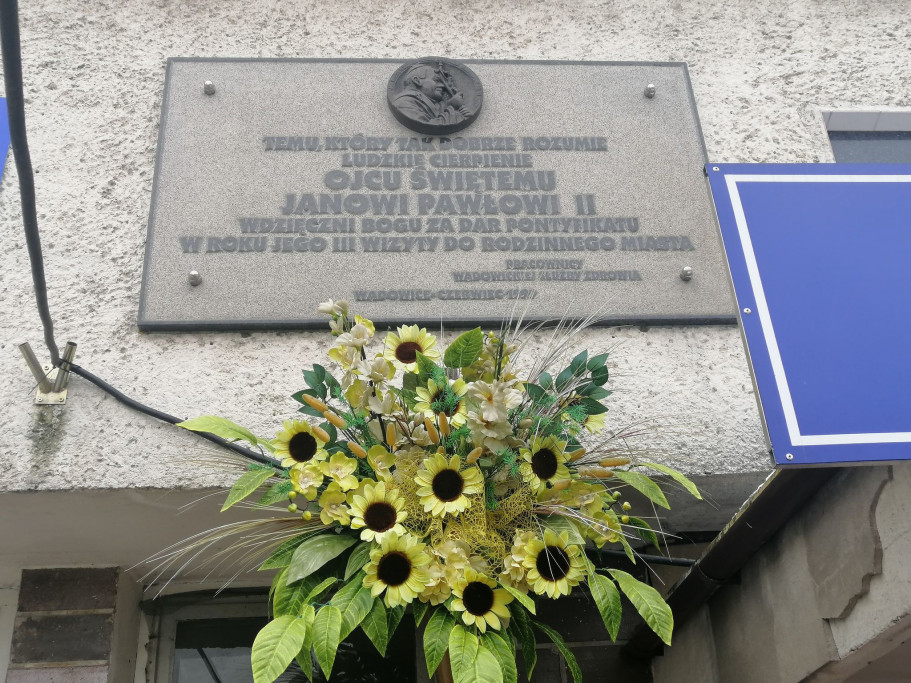 TEMU, KTÓRY TAK DOBRZE ROZUMIE
LUDZKIE CIERPIENIE
OJCU ŚWIĘTEMU
JANOWI PAWŁOWI II
WDZIĘCZNI BOGU ZA DAR PONTYFIKATU
W ROKU JEGO III WIZYTY DO RODZINNEGO MIASTA
PRACOWNICY
WADOWICKIEJ SŁUŻBY ZDROWIA
WADOWICE-CZERWIEC-1999